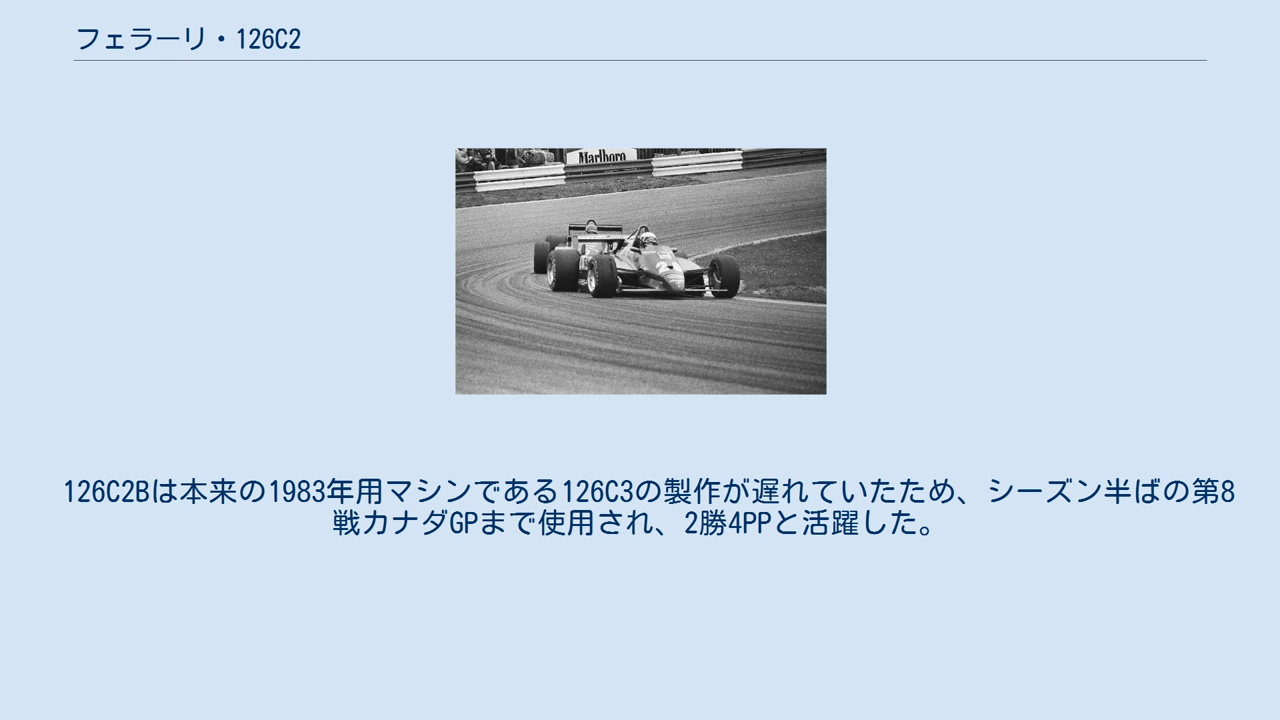 フェラーリ・126C2
Marlboro
126C2Bは本来の1983年用マシンである126C3の製作が遅れていたため、シーズン半ばの第8
戦カナダGPまで使用され、2勝4PPと活躍した。